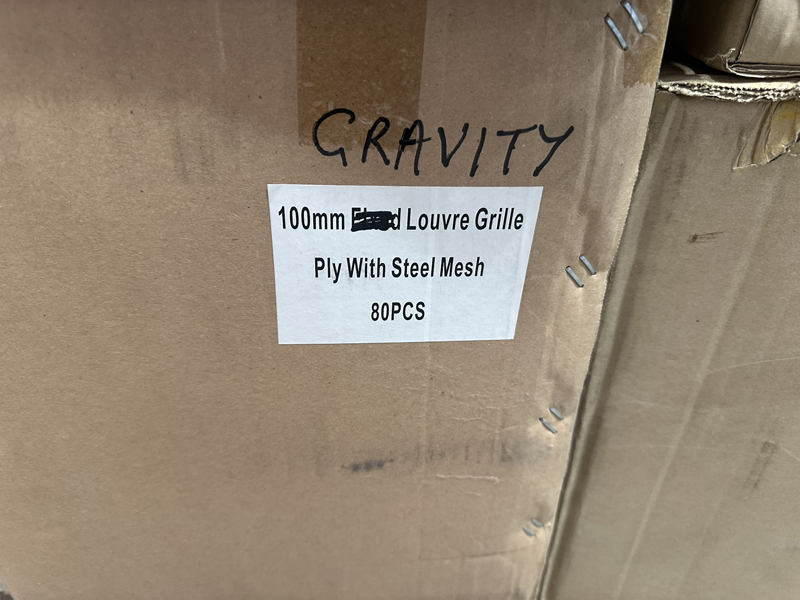 GRAVITY
100mm Louvre Grille
Ply With Steel Mesh
80PCS